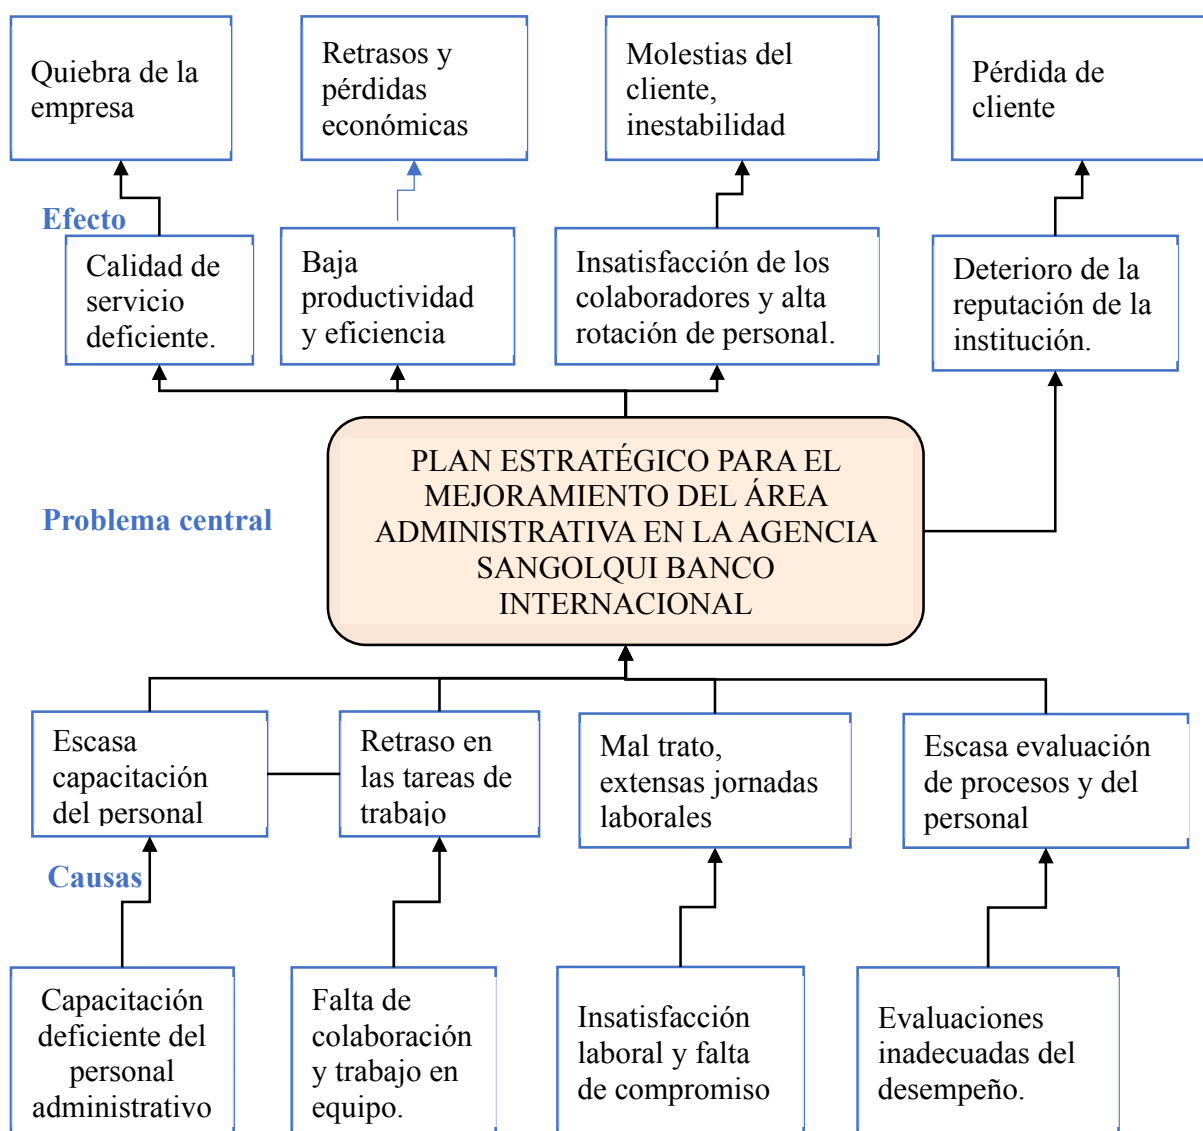 Quiebra de la
empresa
Retrasos y
pérdidas
económicas
Molestias del
cliente,
inestabilidad
Pérdida de
cliente
Efecto
Calidad de
servicio
deficiente.
Baja
productividad
y eficiencia
Insatisfacción de los
colaboradores y alta
rotación de personal.
Deterioro de la
reputación de la
institución.
Problema central
PLAN ESTRATÉGICO PARA EL
MEJORAMIENTO DEL ÁREA
ADMINISTRATIVA EN LA AGENCIA
SANGOLQUI BANCO
INTERNACIONAL
Escasa
capacitación
del personal
Retraso en
las tareas de
trabajo
Mal trato,
extensas jornadas
laborales
Escasa evaluación
de procesos y del
personal
Causas
Capacitación
deficiente del
personal
administrativo
Falta de
colaboración
y trabajo en
equipo.
Insatisfacción
laboral y falta
de compromiso
Evaluaciones
inadecuadas del
desempeño.